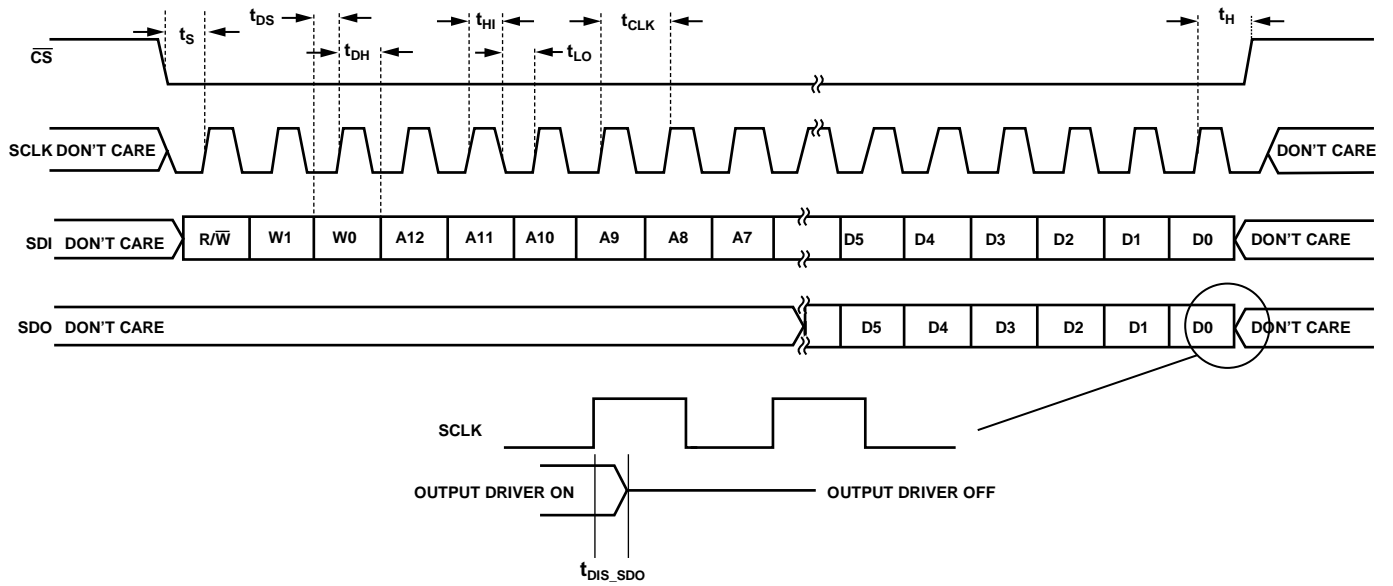 tDS tHI tCLK tH
tS tDH tLO
CS
SCLK DON'T CARE DON'T CARE
SDI DON'T CARE R/W W1 W0 A12 A11 A10 A9 A8 A7 D5 D4 D3 D2 D1 D0 DON'T CARE
SDO DON'T CARE D5 D4 D3 D2 D1 D0 DON'T CARE
SCLK
OUTPUT DRIVER ON OUTPUT DRIVER OFF
tDIS_SDO